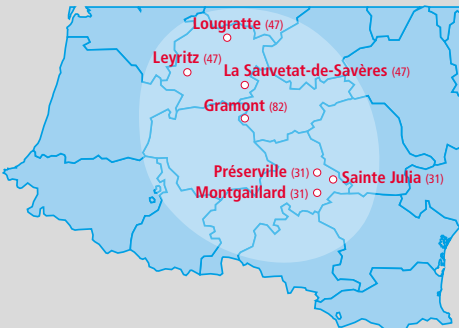 Lougratte (47)
Leyritz (47)
La Sauvetat-de-Savères (47)
Gramont (82)
Préserville (31)
Sainte Julia (31)
Montgaillard (31)